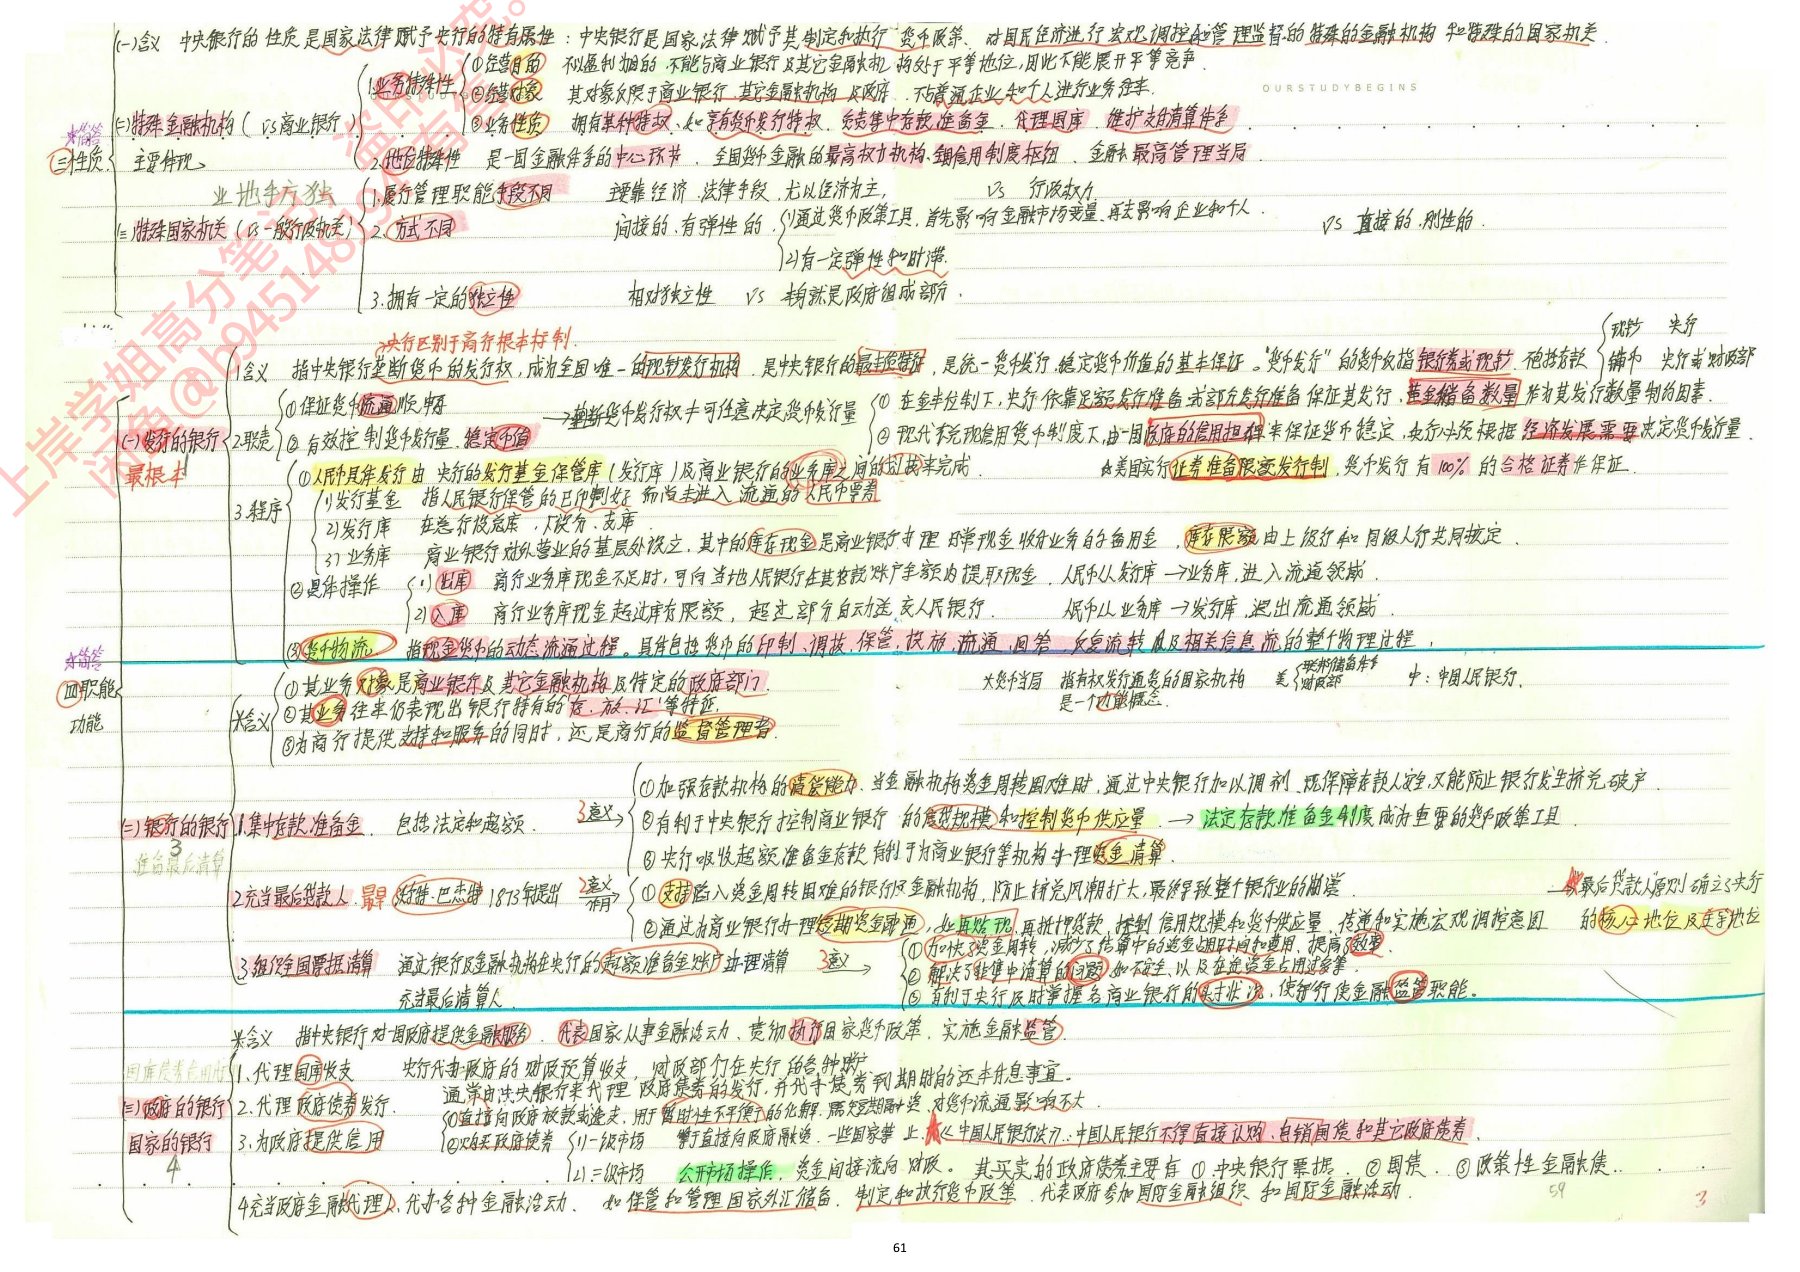 (一)含义 中央银行的性质是国家法律赋予央行的特有属性:中央银行是国家法律赋予其制定和执行货币政策、对国民经济进行宏观调控和管理监督的特殊的金融机构和特殊的国家机关.
OURSTUDYBEGINS
☆简答
三性质
(二)特殊金融机构(vs商业银行)
主要体现
1.业务特殊性
①经营目的 不以盈利为目的 不能与商业银行及其它金融机构处于平等地位,因此不能展开平等竞争.
②经营对象 其对象仅限于商业银行、其它金融机构及政府.不与普通企业和个人进行业务往来.
③业务性质 拥有某种特权、如享有货币发行特权、负责集中存款准备金、代理国库、维护支付清算体系
2.地位特殊性 是一国金融体系的中心环节、全国货币金融的最高权力机构、是信用制度枢纽、金融最高管理当局.
业地手方独
(三)特殊国家机关(vs一般行政机关)
1.履行管理职能手段不同 主要靠经济、法律手段,尤以经济为主, vs 行政权力
2.方式不同 间接的、有弹性的
(1)通过货币政策工具,首先影响金融市场变量,再去影响企业和个人.
(2)有一定弹性和时滞.
vs 直接的.刚性的.
3.拥有一定的独立性 相对独立性 vs 本身就是政府组成部分.
央行区别于商行根本标制
☆简答
四职能
功能
(一)发行的银行
最根本
1.含义 指中央银行垄断货币的发行权,成为全国唯一的现钞发行机构.是中央银行的最本质特征,是统一货币发行、稳定货币价值的基本保证。"货币发行"的货币仅指银行券或现钞,不包括存款
现钞 央行
辅币 央行或财政部
2.职责
①保证货币流通顺畅
②有效控制货币发行量、稳定币值
→垄断货币发行权≠可任意决定货币发行量
①在金本位制下,央行依靠足额发行准备或部分发行准备保证其发行,黄金储备数量作为其发行数量制约因素.
②现代不兑现信用货币制度下,由一国政府的信用担保来保证货币稳定,央行必须根据经济发展需要决定货币发行量.
3.程序
①人民币具体发行由央行的发行基金保管库(发行库)及商业银行的业务库之间的划拨来完成. ☆美国实行证券准备限额发行制,货币发行有100%的合格证券作保证.
1)发行基金 指人民银行保管的已印制好而尚未进入流通的人民币票券
2)发行库 在总行设总库,下设分、支库.
3)业务库 商业银行对外营业的基层处设立,其中的库存现金是商业银行办理日常现金收付业务的备用金,库存限额由上级行和同级人行共同核定.
②具体操作
1)出库 商行业务库现金不足时,可向当地人民银行在其存款账户余额内提取现金. 人民币从发行库→业务库,进入流通领域.
2)入库 商行业务库现金超过库存限额,超过部分自动送交人民银行. 人民币从业务库→发行库,退出流通领域.
③货币物流 指现金货币的动态流通过程。具体包括货币的印制、调拨、保管、投放、流通、回笼、反复流转以及相关信息流的整个物理过程.
(二)银行的银行
3
准备最后清算
※含义
①其业务对象是商业银行及其它金融机构及特定的政府部门.
②其业务往来仍表现出银行特有的"存、放、汇"等特征.
③为商行提供支持和服务的同时,还是商行的监督管理者.
☆货币当局 指有权发行通货的国家机构
是一个功能概念.
美 联邦储备体系
财政部
中:中国人民银行.
1.集中存款准备金. 包括法定和超额. 3意义
①加强存款机构的清偿能力.当金融机构资金周转困难时,通过中央银行加以调剂.既保障存款人安全,又能防止银行发生挤兑破产.
②有利于中央银行控制商业银行的信贷规模和控制货币供应量.→法定存款准备金制度成为重要的货币政策工具.
③央行吸收超额准备金存款有利于为商业银行等机构办理资金清算.
2.充当最后贷款人 最早 沃特·巴杰特1873年提出 2意义
①支持陷入资金周转困难的银行及金融机构,防止挤兑风潮扩大,最终导致整个银行业的崩溃.
②通过为商业银行办理短期资金融通,如再贴现、再抵押贷款,控制信用规模和货币供应量,传递和实施宏观调控意图
→"最后贷款人"原则确立了央行的核心地位及主导地位
3.组织全国票据清算 通过银行及金融机构在央行的超额准备金账户办理清算
充当最后清算人.
3意义
①加快了资金周转,减少了结算中的资金占用时间和费用,提高了效率.
②解决了非集中清算的问题,如不安全、以及在途资金占用过多等.
③有利于央行及时掌握各商业银行的头寸状况,便于行使金融监管职能。
国库债券信用代
(三)政府的银行
国家的银行
4
※含义 指中央银行对一国政府提供金融服务,代表国家从事金融活动、贯彻执行国家货币政策,实施金融监管
1.代理国库收支 央行代办政府的财政预算收支,财政部们在央行的各种账户
2.代理政府债券发行. 通常由中央银行来代理政府债券的发行,并代办债券到期时的还本付息事宜。
3.为政府提供信用
①直接向政府放款或透支,用于暂时性不平衡的化解.属短期融资,对货币流通影响不大.
②购买政府债券
(1)一级市场 等于直接向政府融资.一些国家禁止.☆《中国人民银行法》:中国人民银行不得直接认购、包销国债和其它政府债券.
(2)二级市场 公开市场操作,资金间接流向财政。其买卖的政府债券主要有①中央银行票据.②国债.③政策性金融债.
4.充当政府金融代理人,代办各种金融活动. 如保管和管理国家外汇储备、制定和执行货币政策、代表政府参加国际金融组织和国际金融活动.
59
3
61
上岸学姐高分笔记
闲鱼@b945148794
盗印必究。